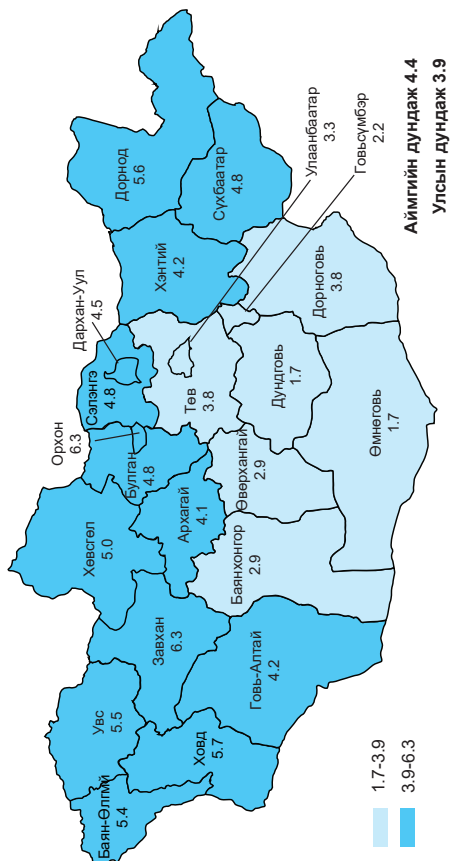 Баян-Өлгий
5.4
Увс
5.5
Ховд
5.7
Завхан
6.3
Говь-Алтай
4.2
Хөвсгөл
5.0
Орхон
6.3
Булган
4.8
Архагай
4.1
Баянхонгор
2.9
Өвөрхангай
2.9
Сэлэнгэ
4.8
Дархан-Уул
4.5
Төв
3.8
Дундговь
1.7
Өмнөговь
1.7
Хэнтий
4.2
Дорнод
5.6
Сүхбаатар
4.8
Дорноговь
3.8
Улаанбаатар
3.3
Говьсүмбэр
2.2
1.7-3.9
3.9-6.3
Аймгийн дундаж 4.4
Улсын дундаж 3.9